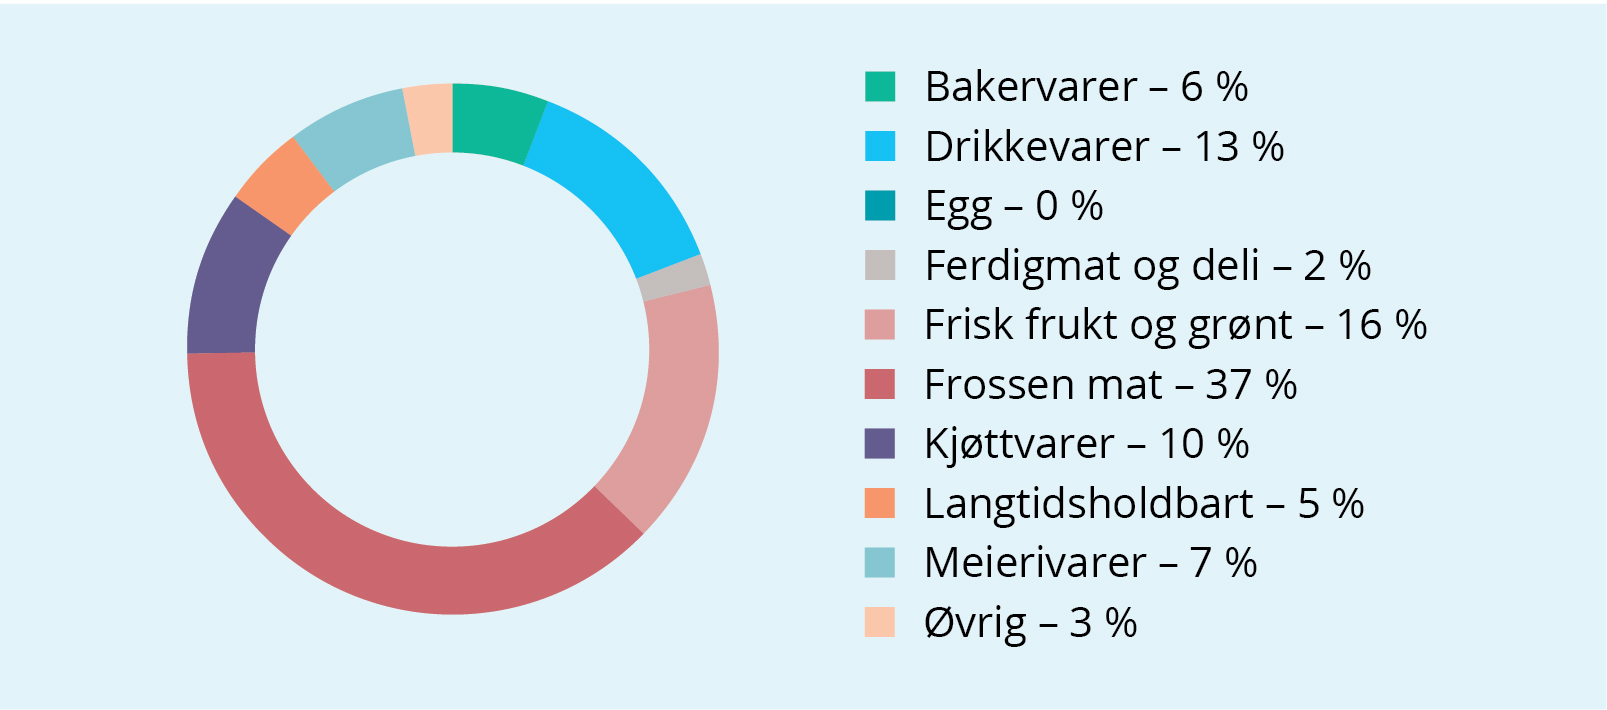 Bakervarer – 6 %
Drikkevarer – 13 %
Egg – 0 %
Ferdigmat og deli – 2 %
Frisk frukt og grønt – 16 %
Frossen mat – 37 %
Kjøttvarer – 10 %
Langtidsholdbart – 5 %
Meierivarer – 7 %
Øvrig – 3 %